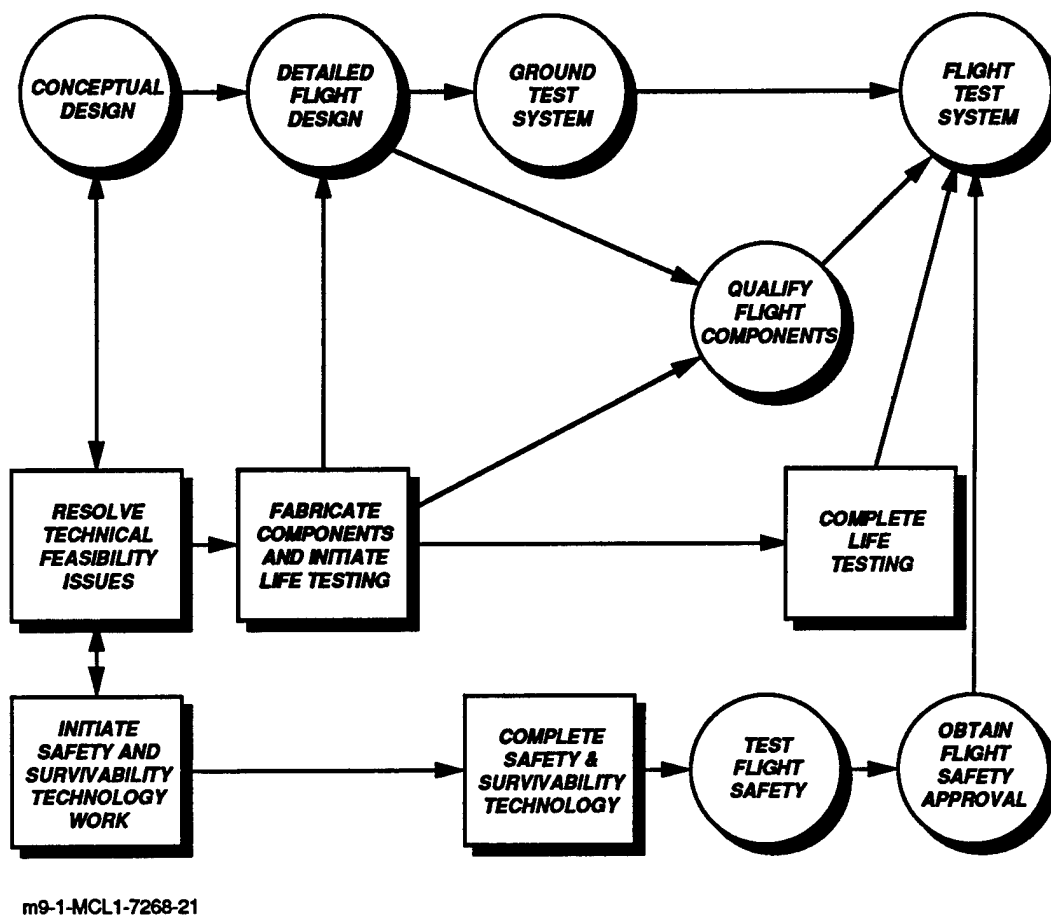 CONCEPTUAL
DESIGN
DETAILED
FLIGHT
DESIGN
GROUND
TEST
SYSTEM
FLIGHT
TEST
SYSTEM
QUALIFY
FLIGHT
COMPONENTS
RESOLVE
TECHNICAL
FEASIBILITY
ISSUES
FABRICATE
COMPONENTS
AND INITIATE
LIFE TESTING
COMPLETE
LIFE
TESTING
INITIATE
SAFETY AND
SURVIVABILITY
TECHNOLOGY
WORK
COMPLETE
SAFETY &
SURVIVABILITY
TECHNOLOGY
TEST
FLIGHT
SAFETY
OBTAIN
FLIGHT
SAFETY
APPROVAL
m9-1-MCL1-7268-21